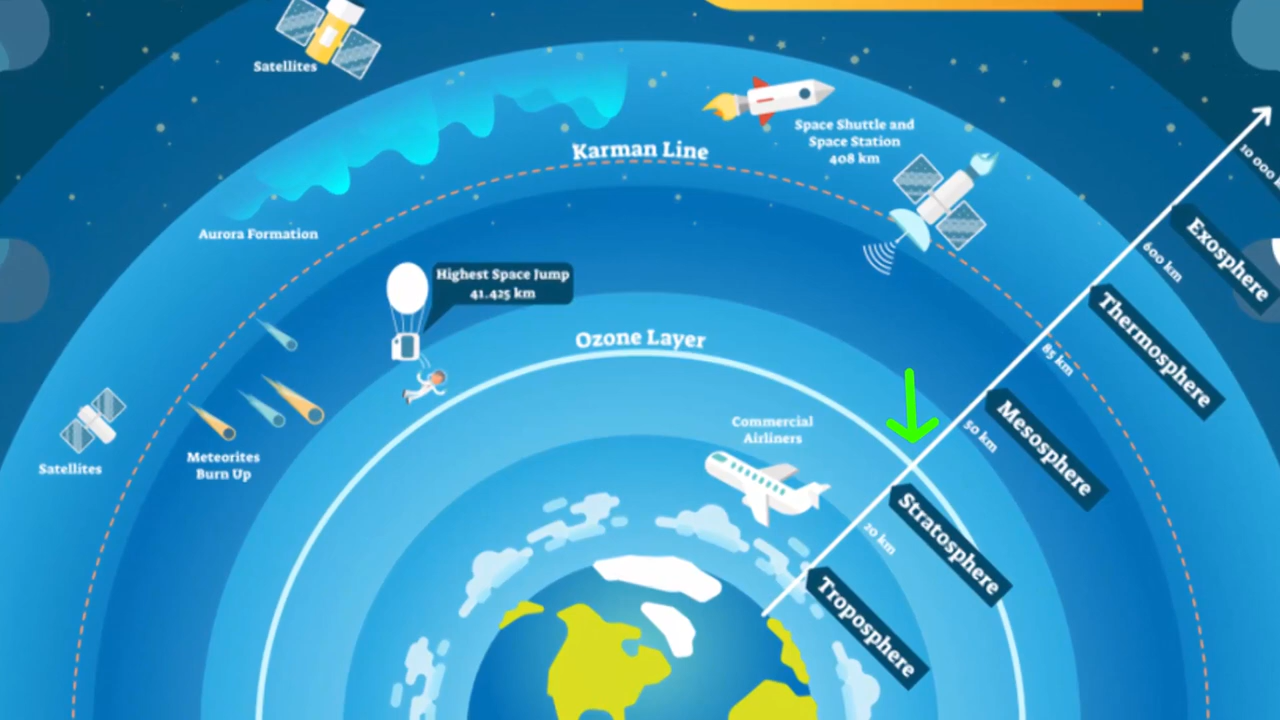 Satellites
Space Shuttle and
Space Station
408 km
Karman Line
10 000
Aurora Formation
Exosphere
600 km
Highest Space Jump
41.425 km
Thermosphere
Ozone Layer
85 km
Mesosphere
Commercial
Airliners
50 km
Meteorites
Burn Up
Satellites
Stratosphere
20 km
Troposphere